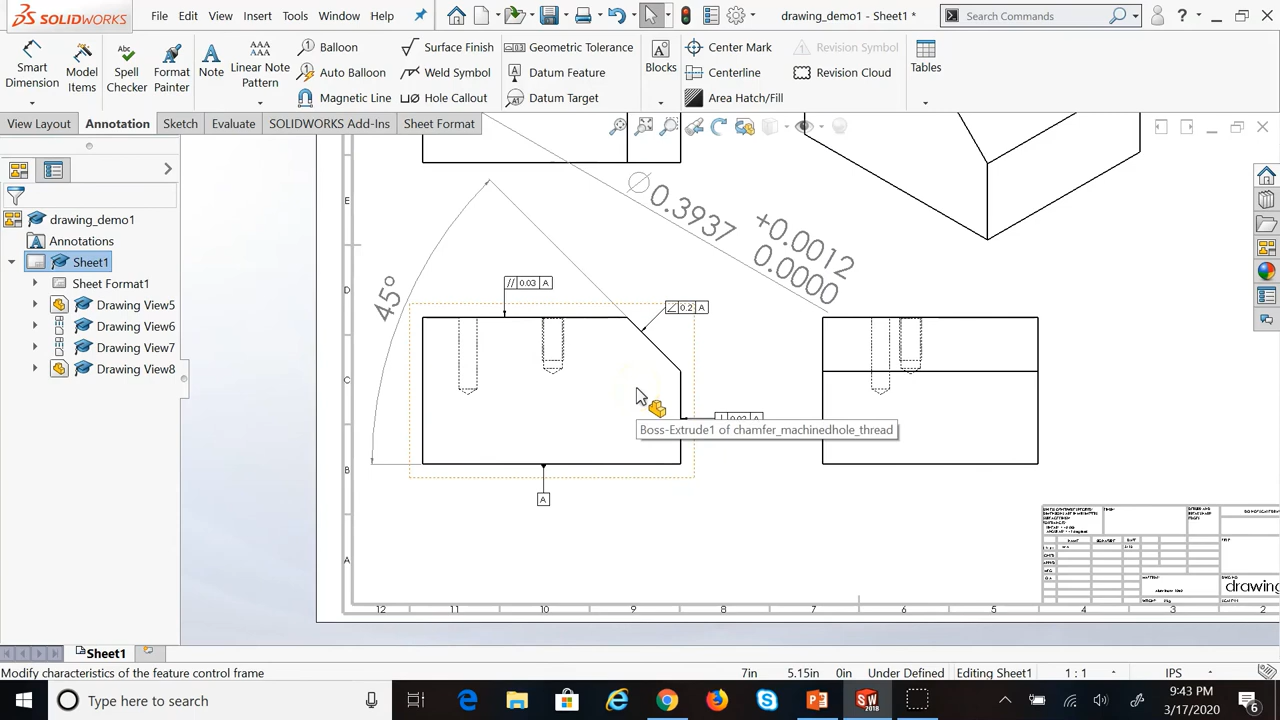 SOLIDWORKS File Edit View Insert Tools Window Help drawing_demo1 - Sheet1 * Search Commands
Smart Dimension
Model Items
Spell Checker
Format Painter
Note
Linear Note Pattern
Balloon
Auto Balloon
Magnetic Line
Surface Finish
Weld Symbol
Hole Callout
Geometric Tolerance
Datum Feature
Datum Target
Blocks
Center Mark
Centerline
Area Hatch/Fill
Revision Symbol
Revision Cloud
Tables
View Layout Annotation Sketch Evaluate SOLIDWORKS Add-Ins Sheet Format
drawing_demo1
Annotations
Sheet1
Sheet Format1
Drawing View5
Drawing View6
Drawing View7
Drawing View8
E
D
C
B
A
∅ 0.3937 +0.0012
0.0000
45°
// 0.03 A
∠ 0.2 A
Boss-Extrude1 of chamfer_machinedhole_thread
A
drawing
12 11 10 9 8 7 6 5 4 3 2
Sheet1
Modify characteristics of the feature control frame 7in 5.15in 0in Under Defined Editing Sheet1 1 : 1 IPS
Type here to search
SW
2018
9:43 PM
3/17/2020
6